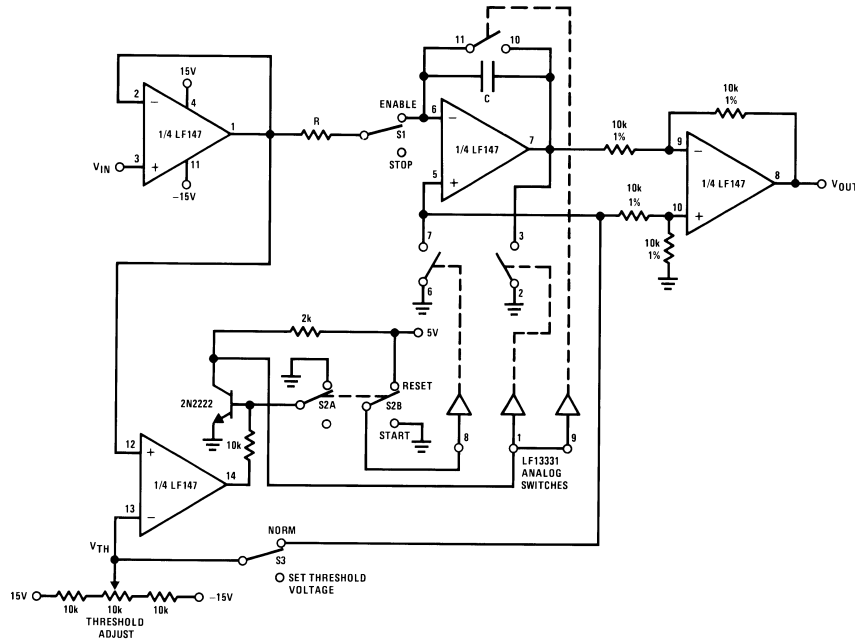 15V
2
−
4
1/4 LF147
1
VIN
3
+
11
−15V
R
ENABLE
S1
STOP
11
10
C
6
−
1/4 LF147
7
5
+
10k
1%
10k
1%
9
−
1/4 LF147
8
VOUT
10k
1%
10
+
10k
1%
7
6
3
2
2k
5V
2N2222
S2A
RESET
S2B
START
10k
8
1
9
LF13331
ANALOG
SWITCHES
12
+
1/4 LF147
14
13
−
VTH
NORM
S3
SET THRESHOLD
VOLTAGE
15V
10k
10k
10k
−15V
THRESHOLD
ADJUST